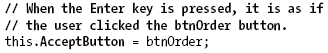 // When the Enter key is pressed, it is as if
// the user clicked the btnOrder button.
this.AcceptButton = btnOrder;